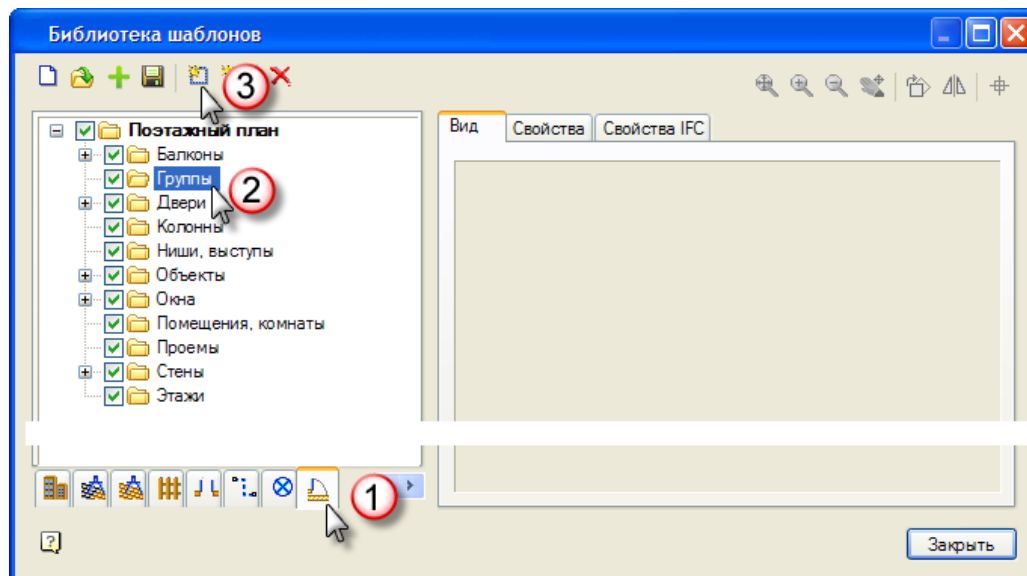 Библиотека шаблонов
3
Поэтажный план
Балконы
Группы
2
Двери
Колонны
Ниши, выступы
Объекты
Окна
Помещения, комнаты
Проемы
Стены
Этажи
Вид Свойства Свойства IFC
1
?
Закрыть